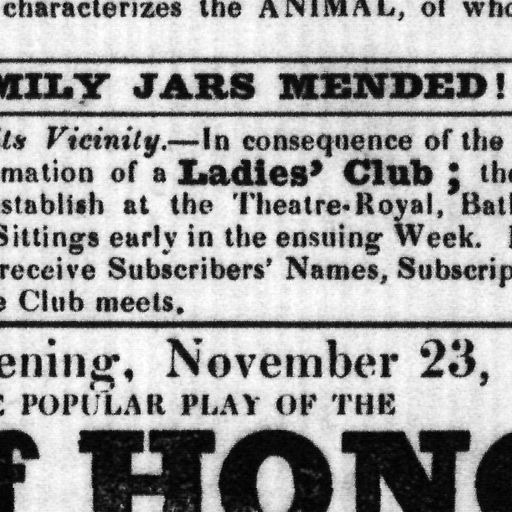 characterizes the ANIMAL, of who
MILY JARS MENDED!
its Vicinity.—In consequence of the
mation of a Ladies' Club; the
stablish at the Theatre-Royal, Bath
Sittings early in the ensuing Week.
receive Subscribers' Names, Subscrip
e Club meets.
ening, November 23,
E POPULAR PLAY OF THE
f HONO